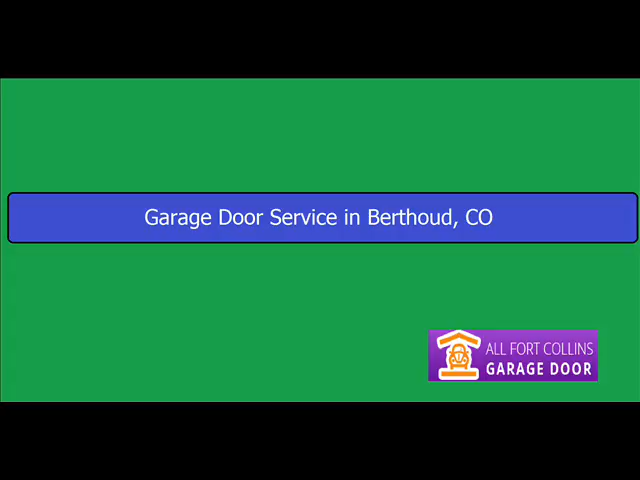 Garage Door Service in Berthoud, CO
ALL FORT COLLINS
GARAGE DOOR